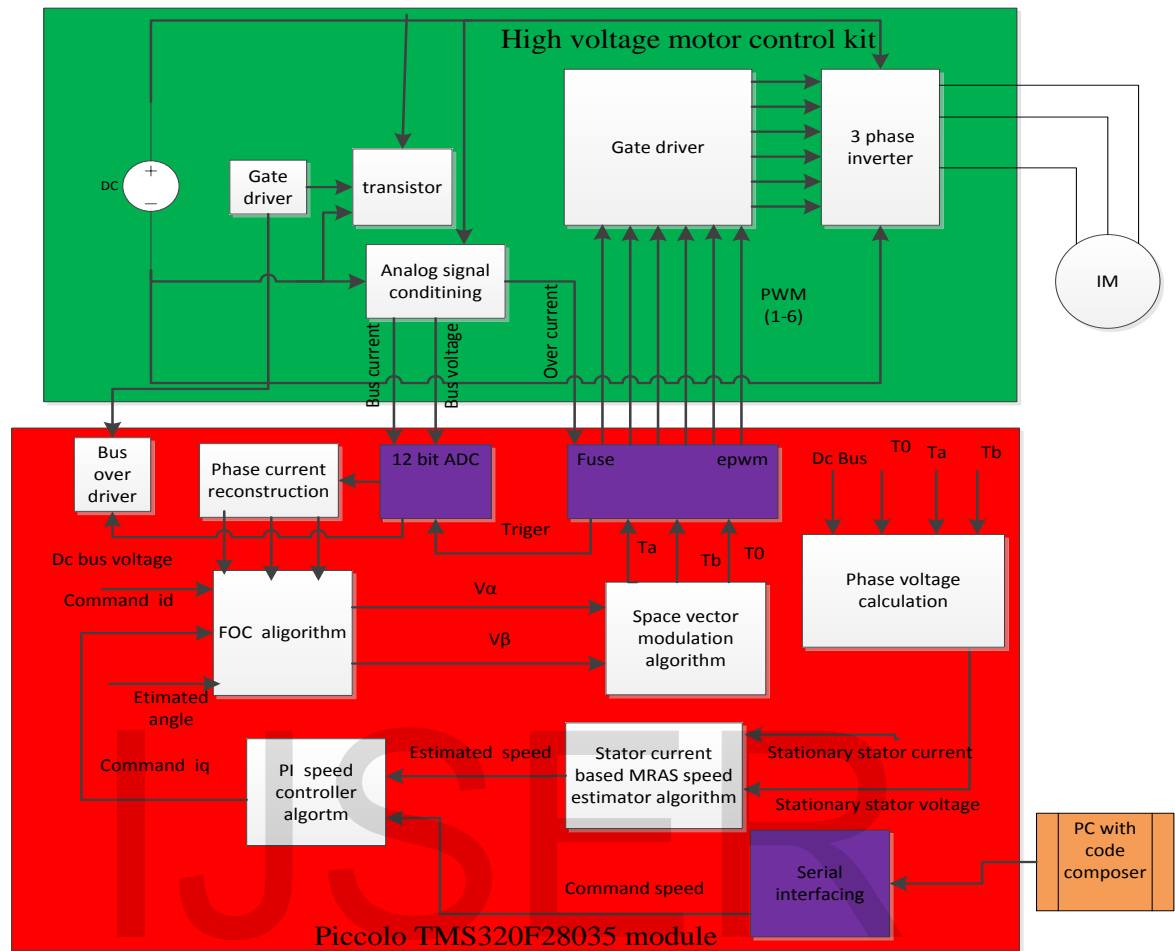 High voltage motor control kit
DC
+
—
Gate
driver
transistor
Analog signal
conditining
Gate driver
3 phase
inverter
IM
PWM
(1-6)
Bus current
Bus voltage
Over current
Bus
over
driver
Phase current
reconstruction
12 bit ADC
Fuse
epwm
Triger
Dc Bus
T0
Ta
Tb
Dc bus voltage
Command id
FOC aligorithm
Etimated
angle
Command iq
Vα
Vβ
Ta
Tb
T0
Space vector
modulation
algorithm
Phase voltage
calculation
PI speed
controller
algortm
Estimated speed
Stator current
based MRAS speed
estimator algorithm
Stationary stator current
Stationary stator voltage
Command speed
Serial
interfacing
PC with
code
composer
IJSER
Piccolo TMS320F28035 module